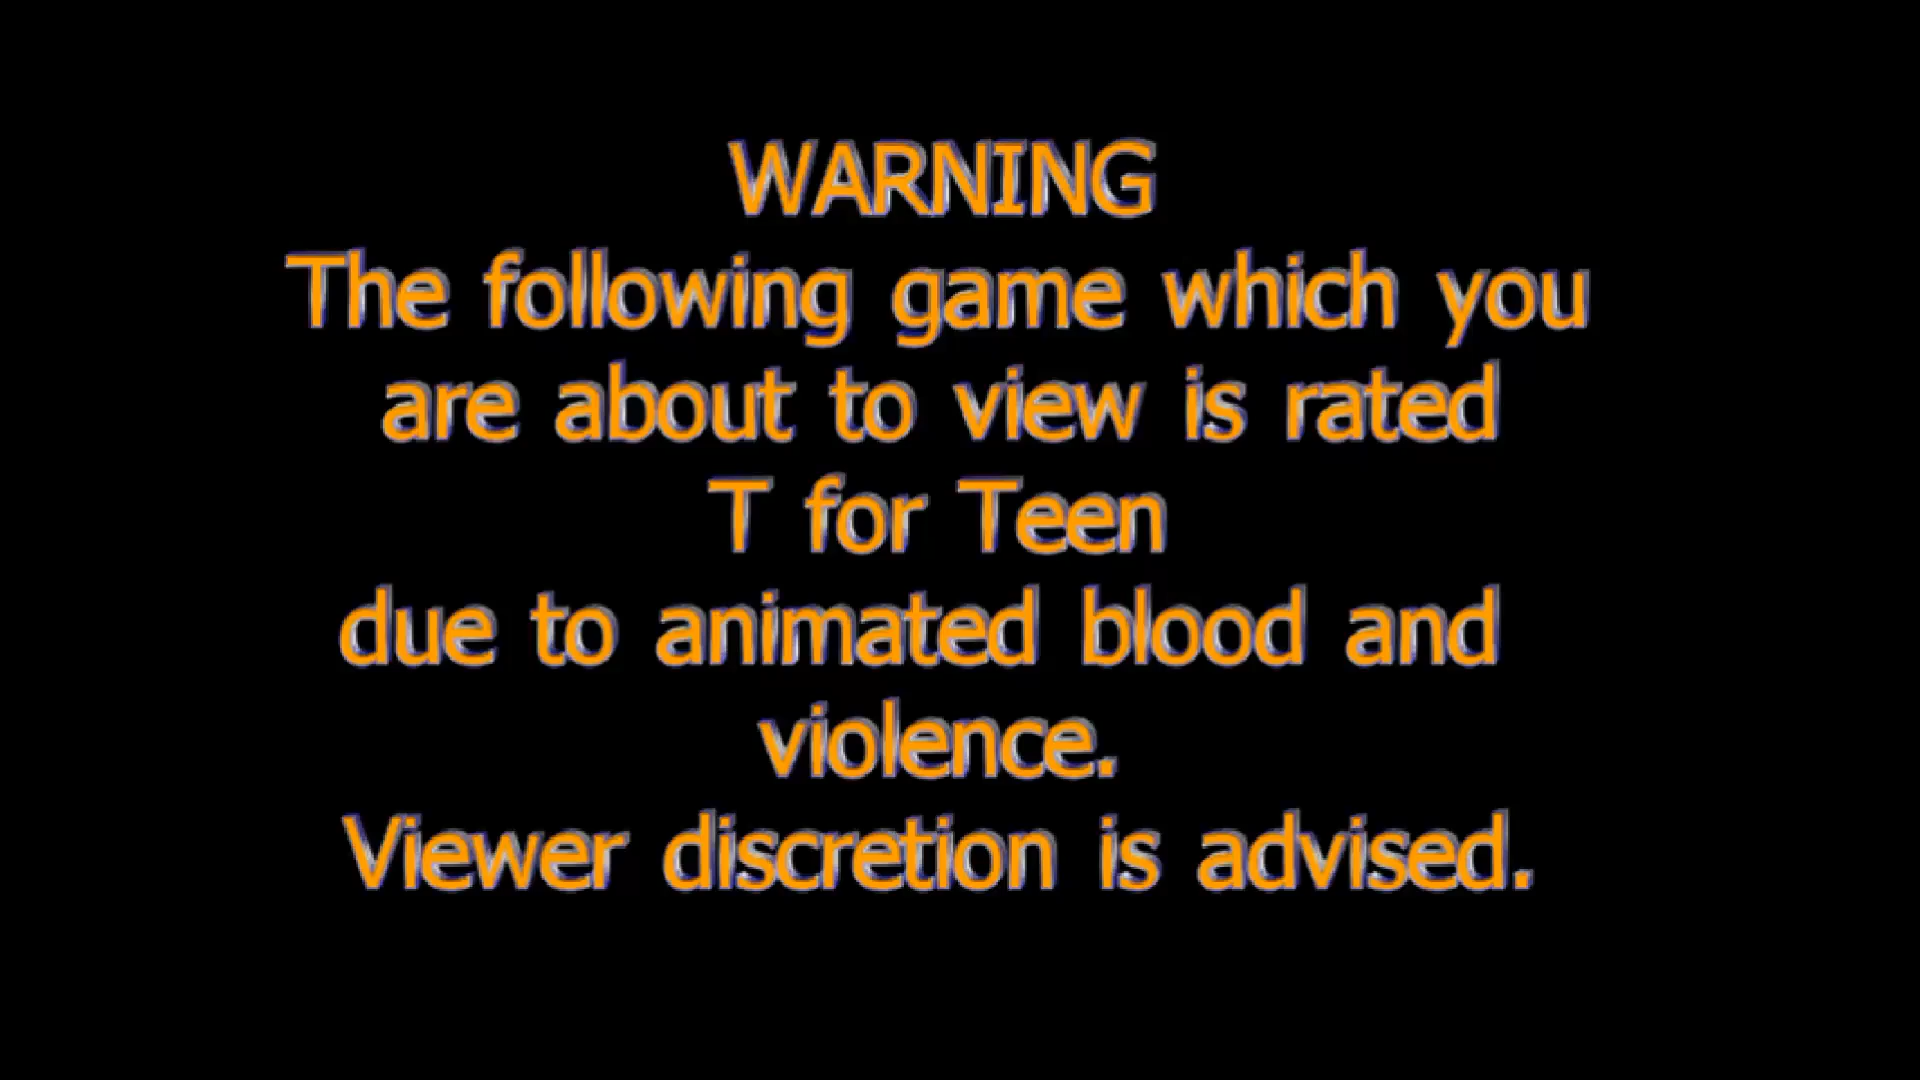 WARNING
The following game which you
are about to view is rated
T for Teen
due to animated blood and
violence.
Viewer discretion is advised.